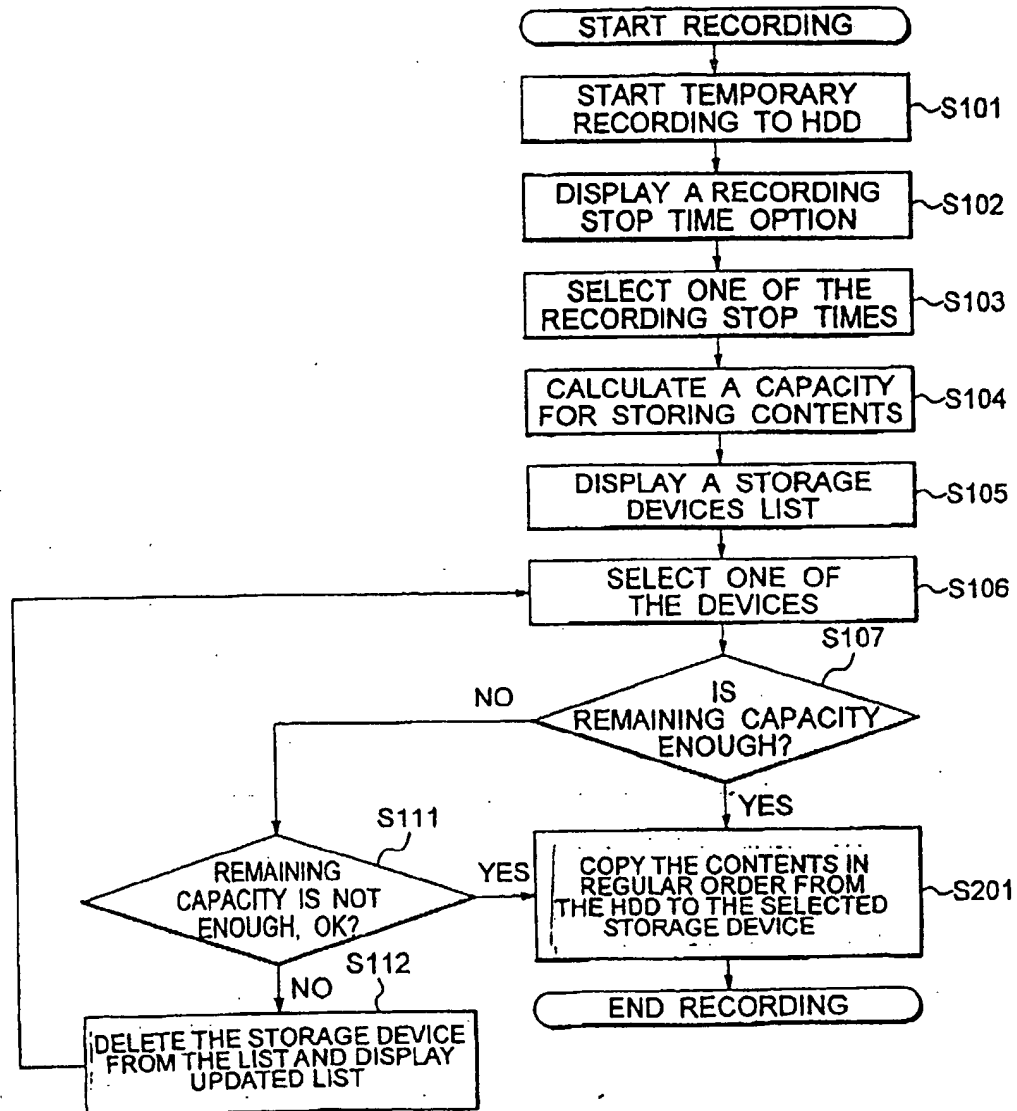 START RECORDING
START TEMPORARY
RECORDING TO HDD
S101
DISPLAY A RECORDING
STOP TIME OPTION
S102
SELECT ONE OF THE
RECORDING STOP TIMES
S103
CALCULATE A CAPACITY
FOR STORING CONTENTS
S104
DISPLAY A STORAGE
DEVICES LIST
S105
SELECT ONE OF
THE DEVICES
S106
S107
IS
REMAINING CAPACITY
ENOUGH?
NO
YES
S111
REMAINING
CAPACITY IS NOT
ENOUGH, OK?
YES
COPY THE CONTENTS IN
REGULAR ORDER FROM
THE HDD TO THE SELECTED
STORAGE DEVICE
S201
NO
S112
DELETE THE STORAGE DEVICE
FROM THE LIST AND DISPLAY
UPDATED LIST
END RECORDING